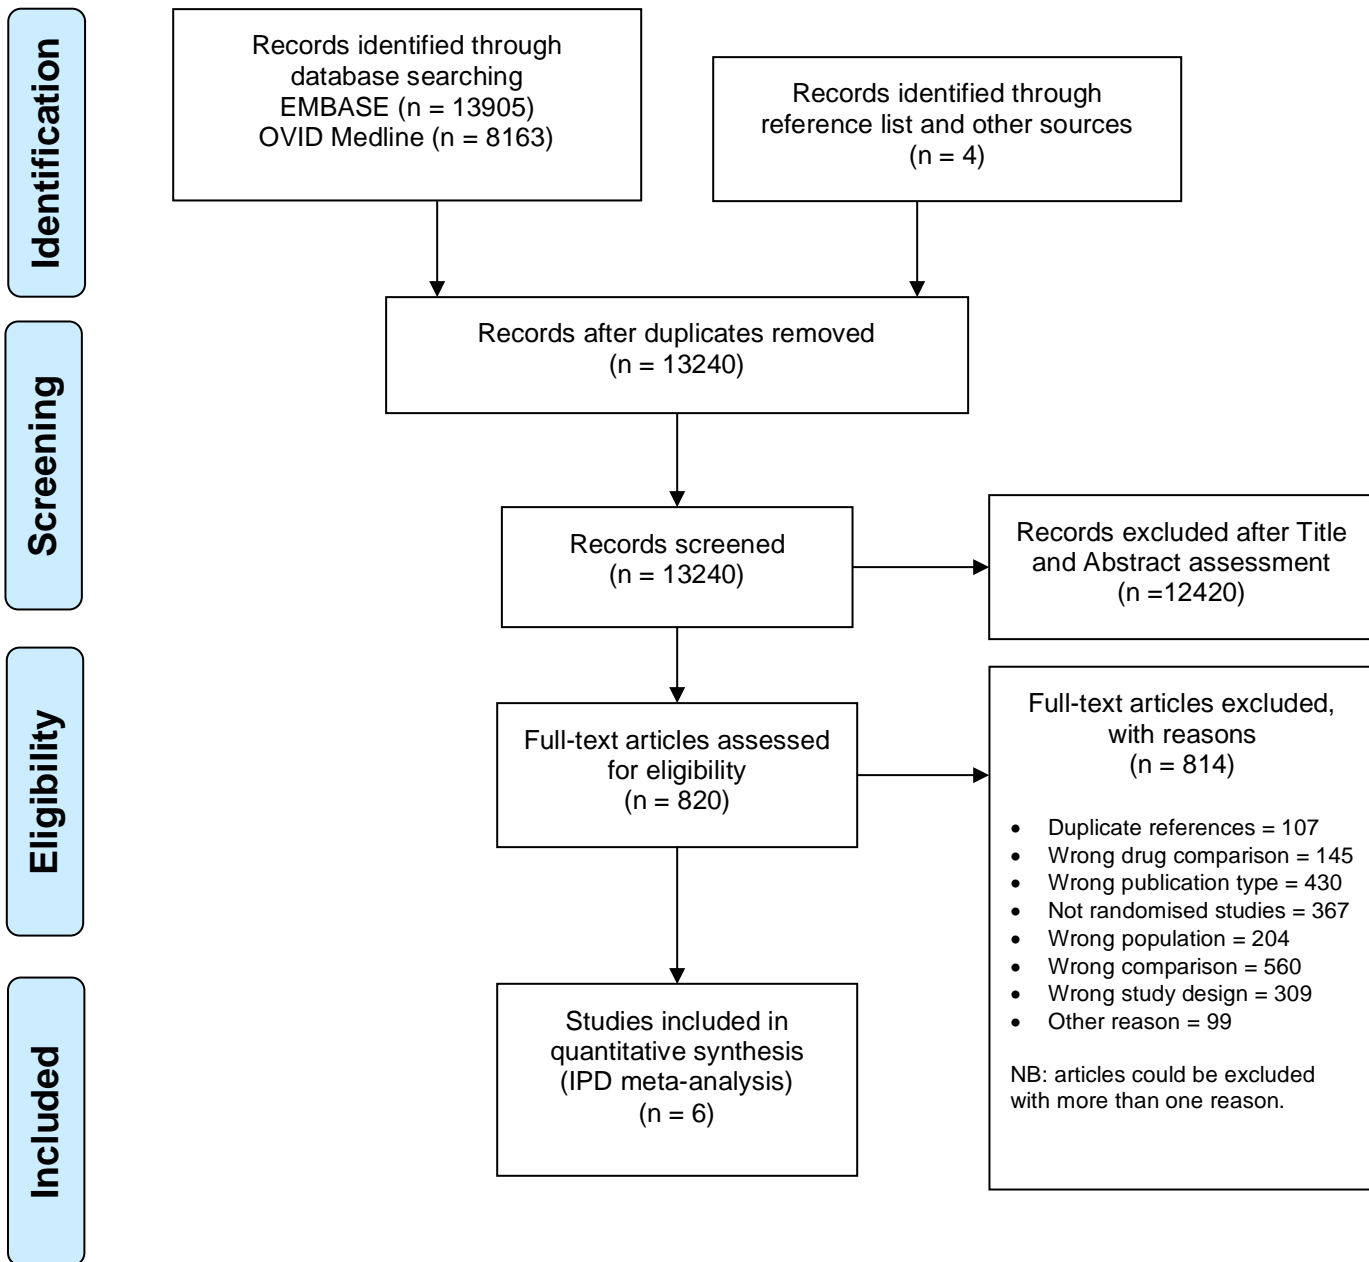 Identification
Records identified through
database searching
EMBASE (n = 13905)
OVID Medline (n = 8163)
Records identified through
reference list and other sources
(n = 4)
Screening
Records after duplicates removed
(n = 13240)
Records screened
(n = 13240)
Records excluded after Title
and Abstract assessment
(n =12420)
Eligibility
Full-text articles assessed
for eligibility
(n = 820)
Full-text articles excluded,
with reasons
(n = 814)
• Duplicate references = 107
• Wrong drug comparison = 145
• Wrong publication type = 430
• Not randomised studies = 367
• Wrong population = 204
• Wrong comparison = 560
• Wrong study design = 309
• Other reason = 99
NB: articles could be excluded
with more than one reason.
Included
Studies included in
quantitative synthesis
(IPD meta-analysis)
(n = 6)